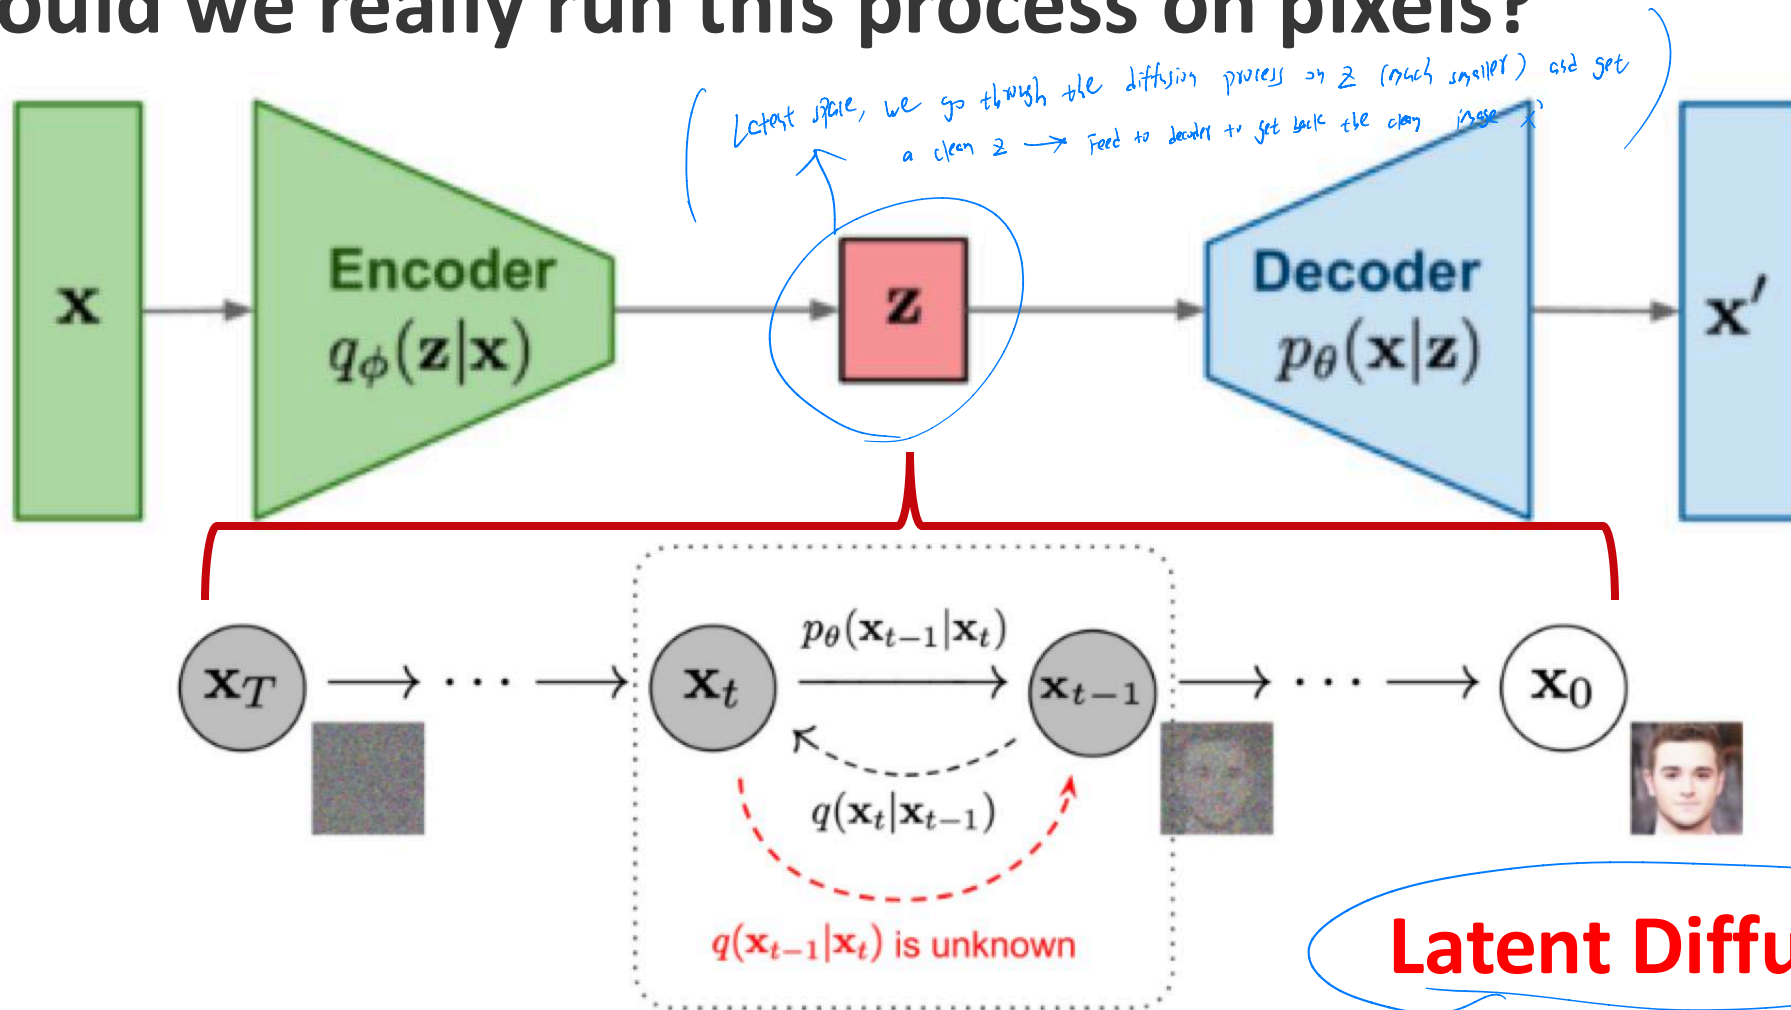 ould we really run this process on pixels?
Latent space, we go through the diffusion process on z (much smaller) and get
a clean z → Feed to decoder to get back the clean image x'
x
Encoder
qϕ(z|x)
z
Decoder
pθ(x|z)
x′
pθ(xt−1|xt)
xT → ··· → xt → xt−1 → ··· → x0
q(xt|xt−1)
q(xt−1|xt) is unknown
Latent Diffu